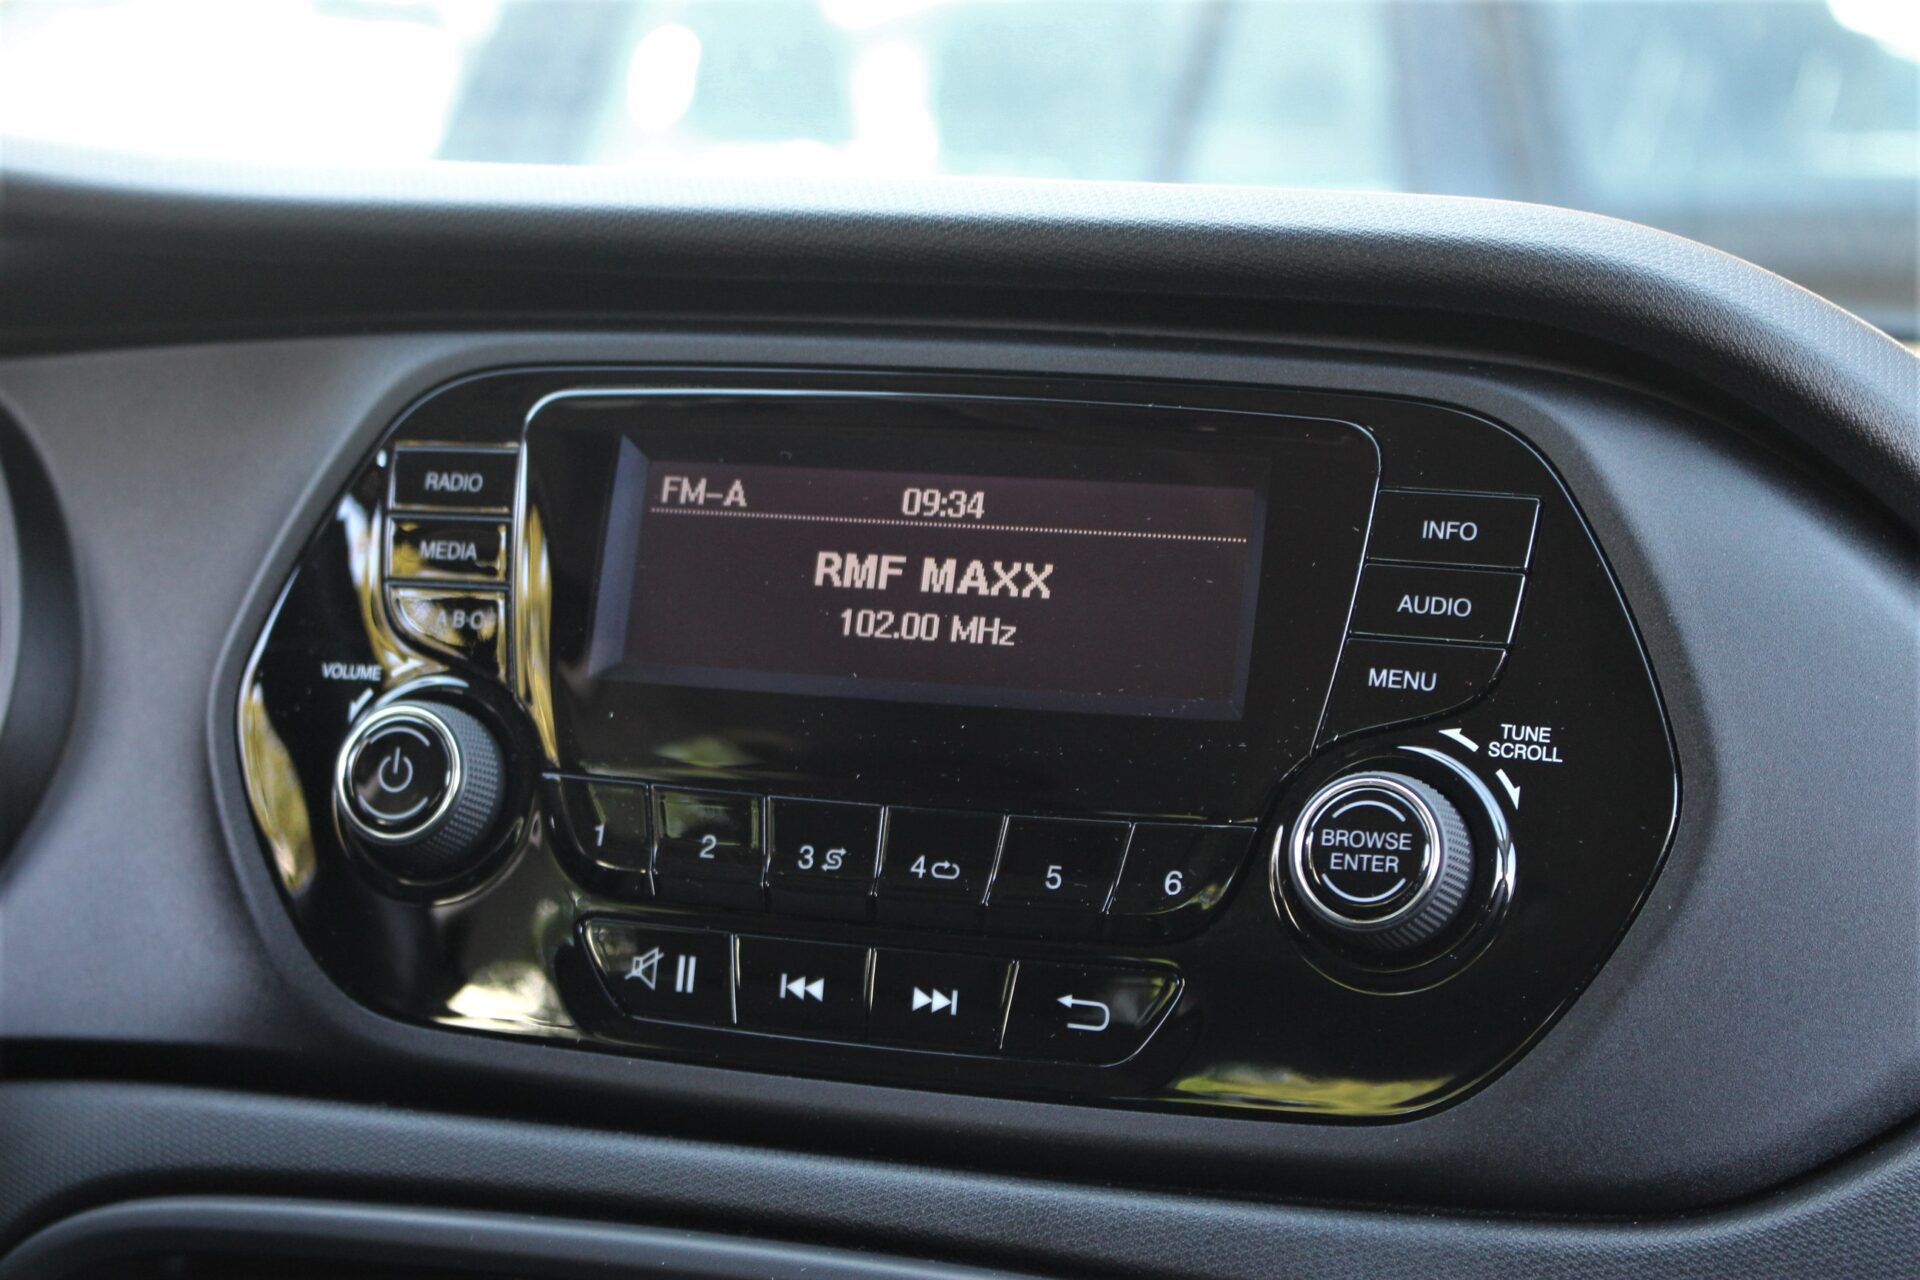 FM-A 09:34
RMF MAXX
102.00 MHz
RADIO
MEDIA
A·B·C
VOLUME
INFO
AUDIO
MENU
TUNE
SCROLL
BROWSE
ENTER
1 2 3 4 5 6